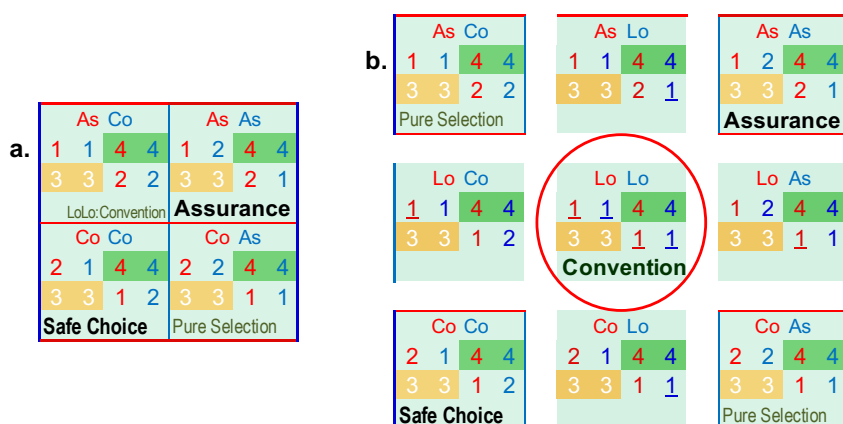 a.
As Co
1 1 4 4
3 3 2 2
LoLo:Convention
As As
1 2 4 4
3 3 2 1
Assurance
Co Co
2 1 4 4
3 3 1 2
Safe Choice
Co As
2 2 4 4
3 3 1 1
Pure Selection
b.
As Co
1 1 4 4
3 3 2 2
Pure Selection
As Lo
1 1 4 4
3 3 2 1
As As
1 2 4 4
3 3 2 1
Assurance
Lo Co
1 1 4 4
3 3 1 2
Lo Lo
1 1 4 4
3 3 1 1
Convention
Lo As
1 2 4 4
3 3 1 1
Co Co
2 1 4 4
3 3 1 2
Safe Choice
Co Lo
2 1 4 4
3 3 1 1
Co As
2 2 4 4
3 3 1 1
Pure Selection